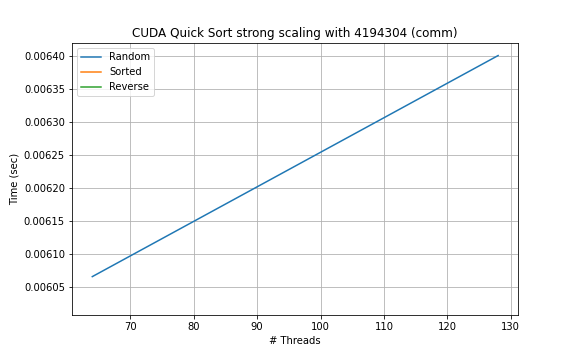 CUDA Quick Sort strong scaling with 4194304 (comm)
Random
Sorted
Reverse
0.00640
0.00635
0.00630
0.00625
0.00620
0.00615
0.00610
0.00605
Time (sec)
70 80 90 100 110 120 130
# Threads